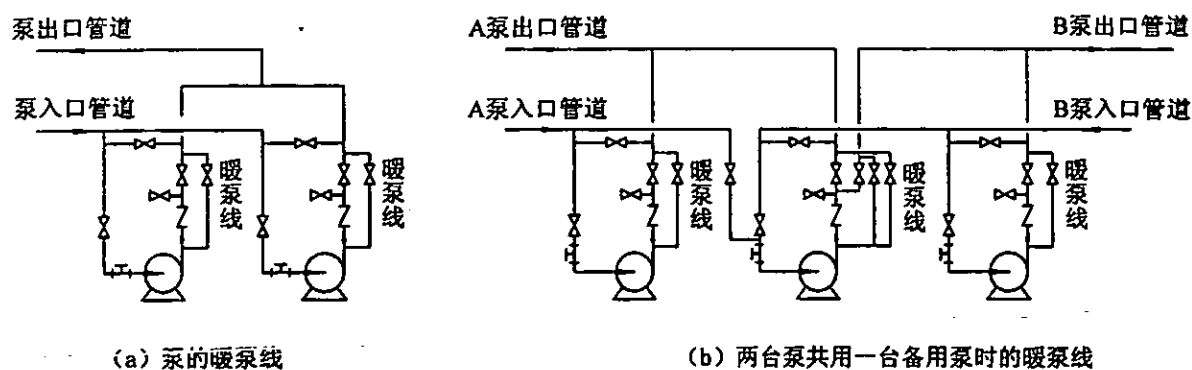 泵出口管道
泵入口管道
暖泵线
暖泵线
(a) 泵的暖泵线
A泵出口管道
B泵出口管道
A泵入口管道
B泵入口管道
暖泵线
暖泵线
暖泵线
(b) 两台泵共用一台备用泵时的暖泵线